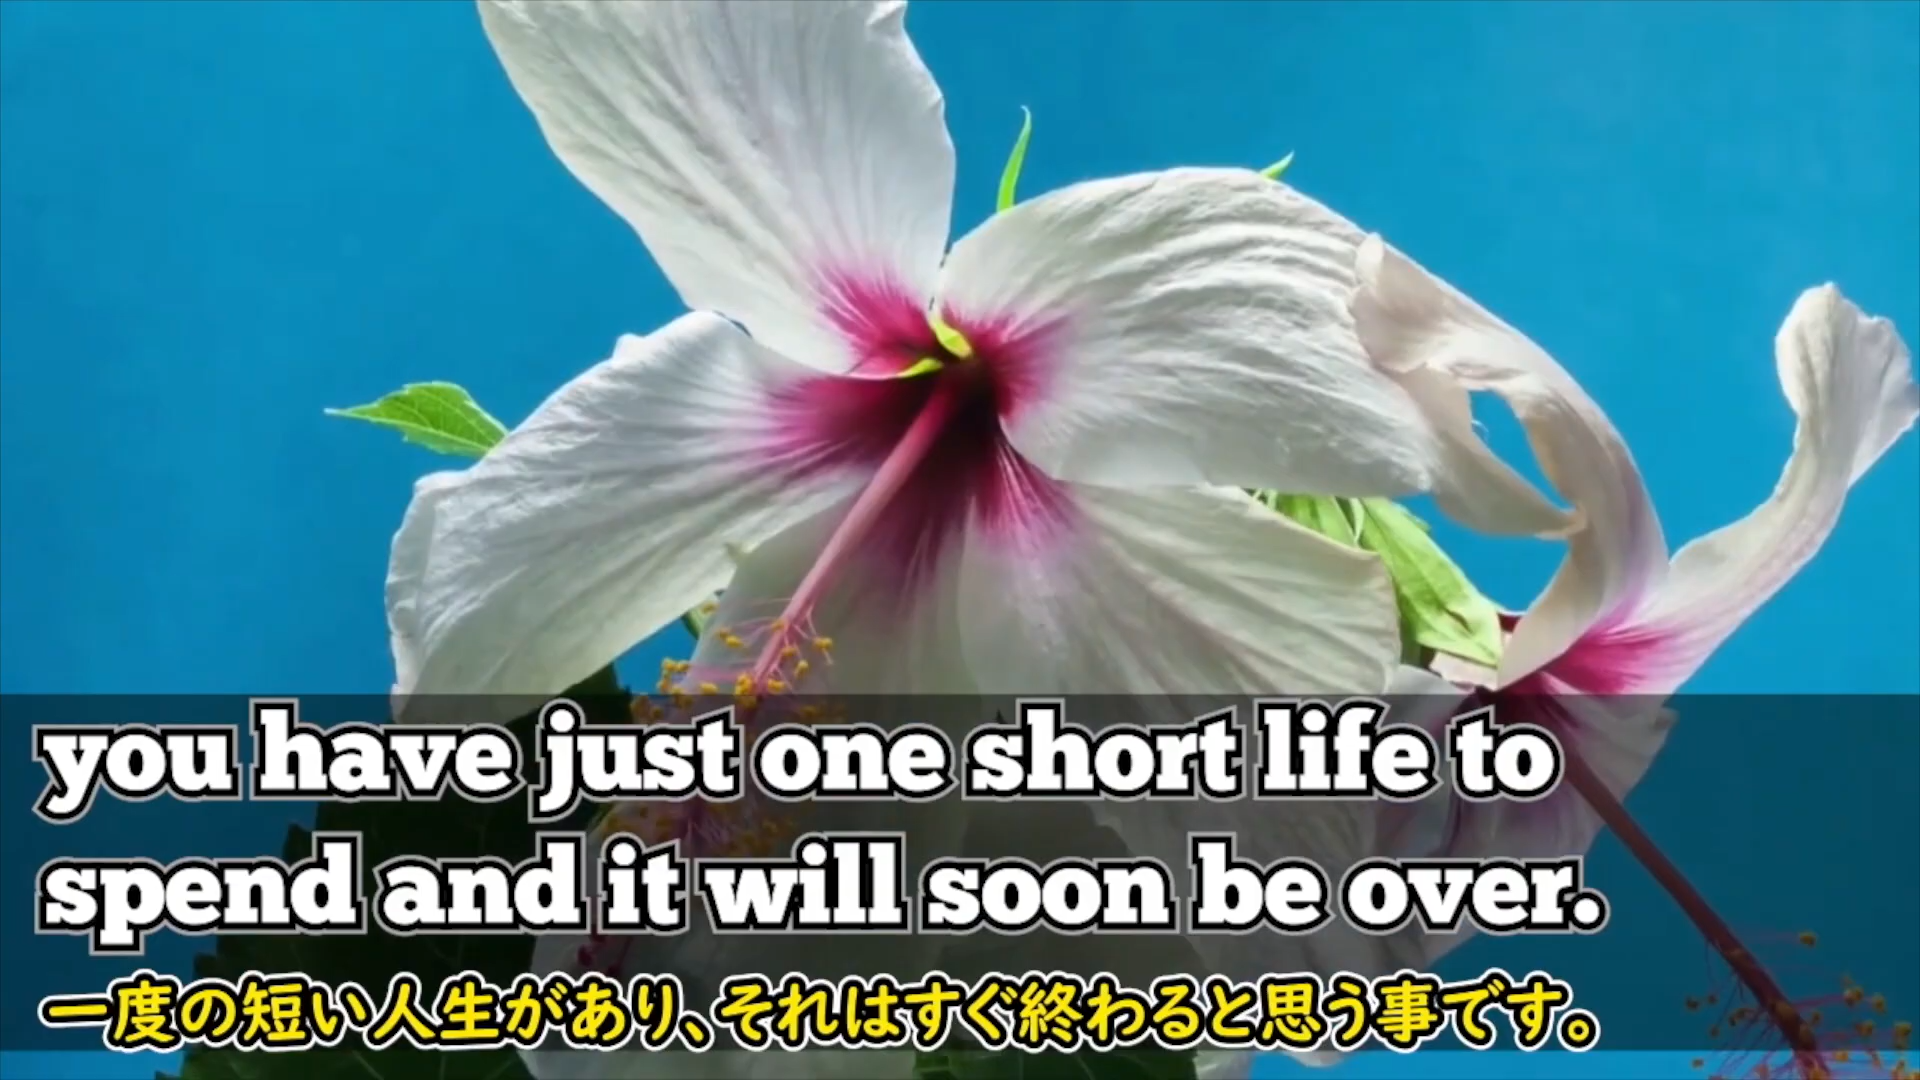 you have just one short life to
spend and it will soon be over.
一度の短い人生があり、それはすぐ終わると思う事です。